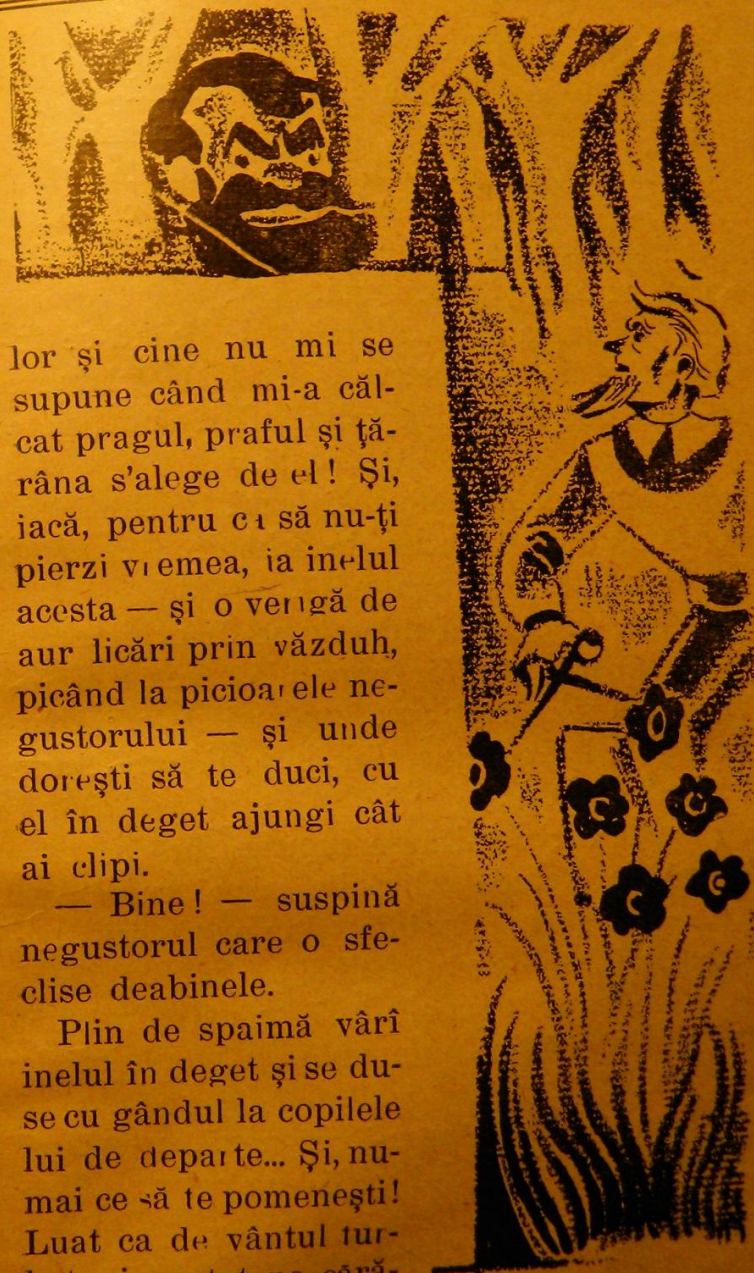 lor și cine nu mi se
supune când mi-a căl-
cat pragul, praful și ță-
râna s'alege de el! Și,
iacă, pentru ca să nu-ți
pierzi vremea, ia inelul
acesta — și o verigă de
aur licări prin văzduh,
picând la picioarele ne-
gustorului — și unde
dorești să te duci, cu
el în deget ajungi cât
ai clipi.
— Bine! — suspină
negustorul care o sfe-
clise deabinele.
Plin de spaimă vârî
inelul în deget și se du-
se cu gândul la copilele
lui de departe... Și, nu-
mai ce să te pomenești!
Luat ca de vântul tur-